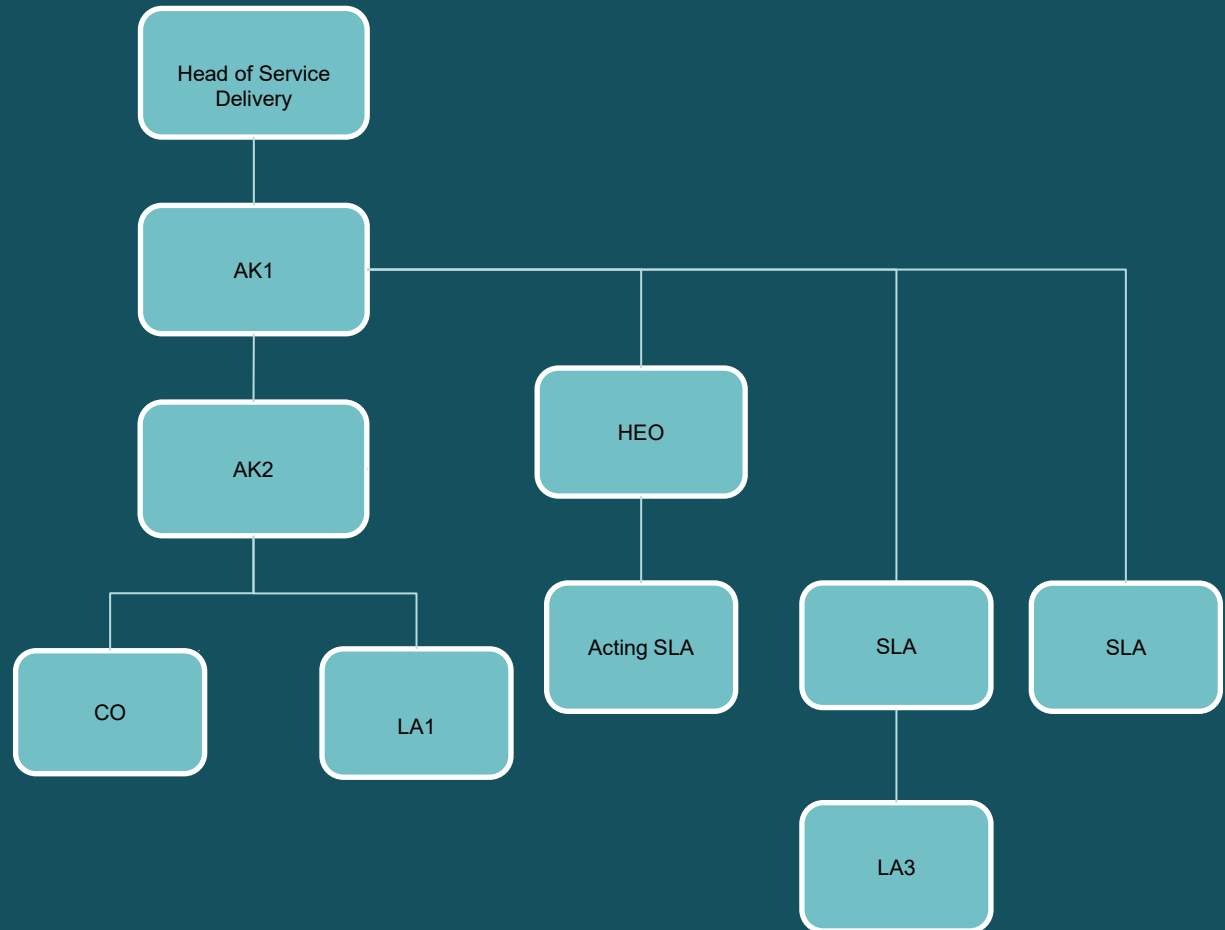 Head of Service
Delivery
AK1
AK2
HEO
CO
LA1
Acting SLA
SLA
SLA
LA3